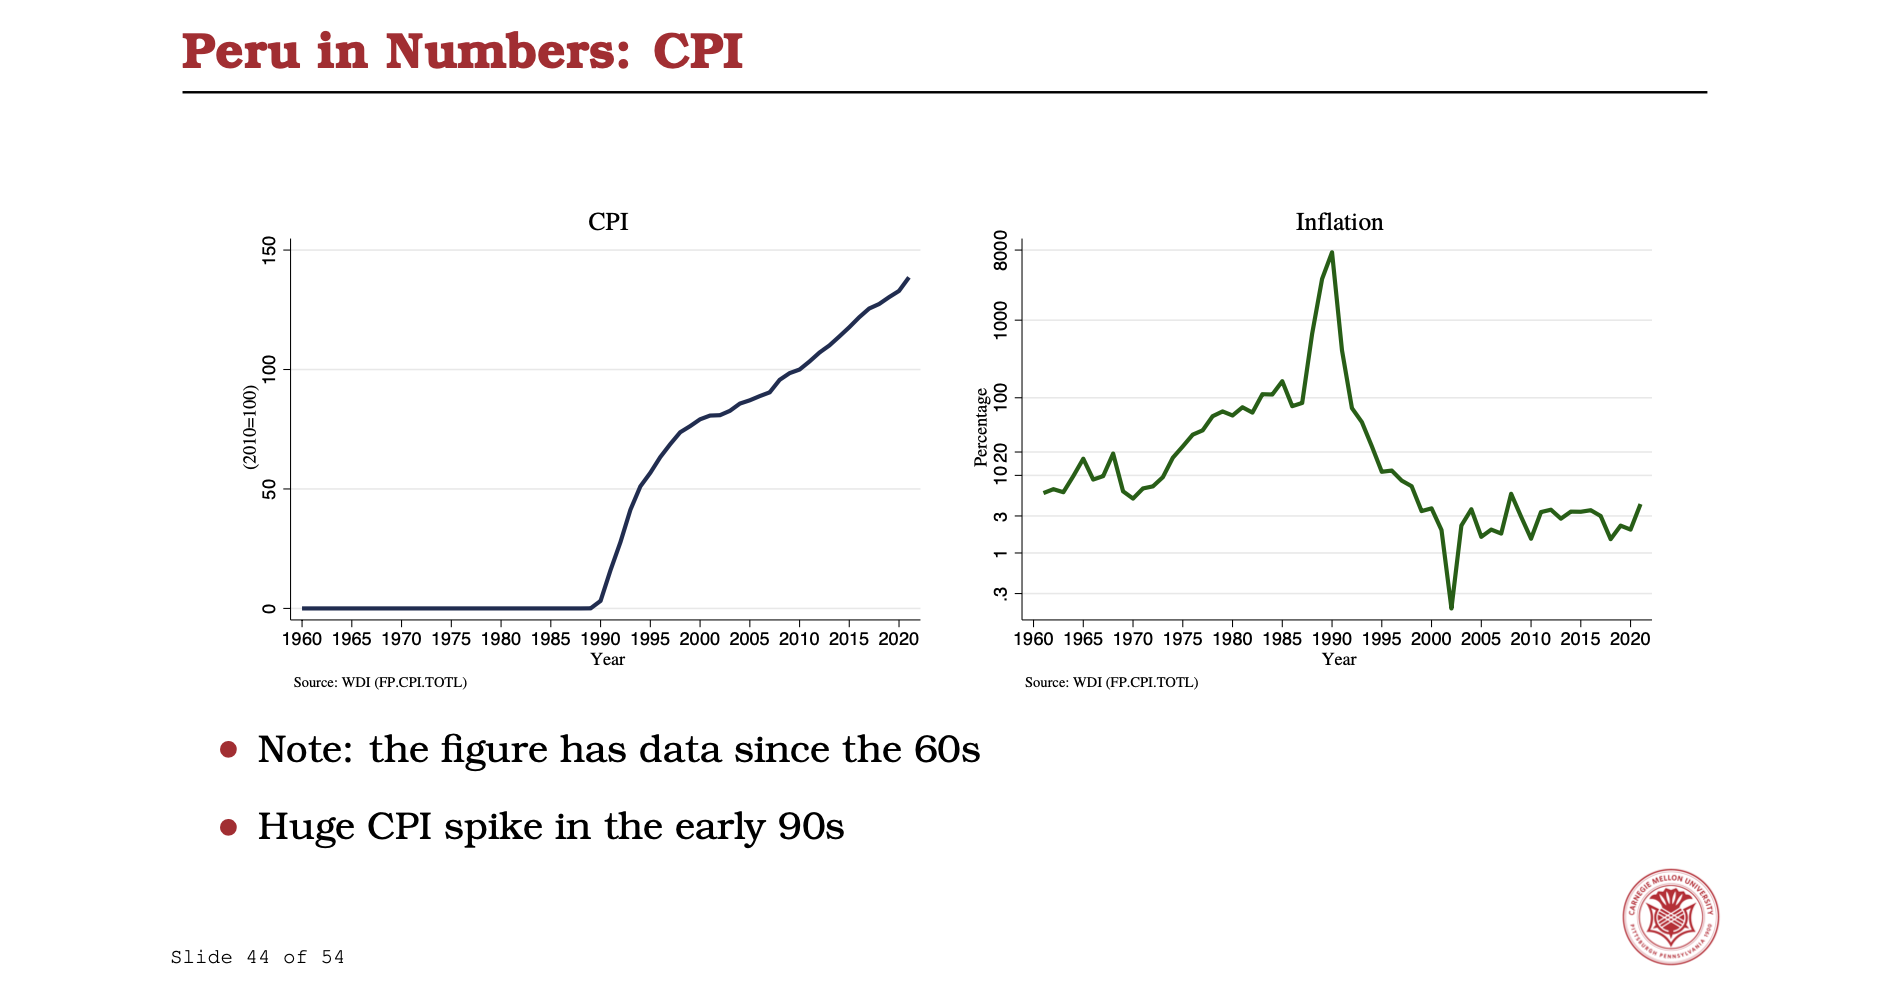 Peru in Numbers: CPI
CPI
(2010=100)
150
100
50
0
1960 1965 1970 1975 1980 1985 1990 1995 2000 2005 2010 2015 2020
Year
Source: WDI (FP.CPI.TOTL)
Inflation
Percentage
8000
1000
100
20
10
3
1
.3
1960 1965 1970 1975 1980 1985 1990 1995 2000 2005 2010 2015 2020
Year
Source: WDI (FP.CPI.TOTL)
Note: the figure has data since the 60s
Huge CPI spike in the early 90s
CARNEGIE MELLON UNIVERSITY
PITTSBURGH PENNSYLVANIA 1900
Slide 44 of 54